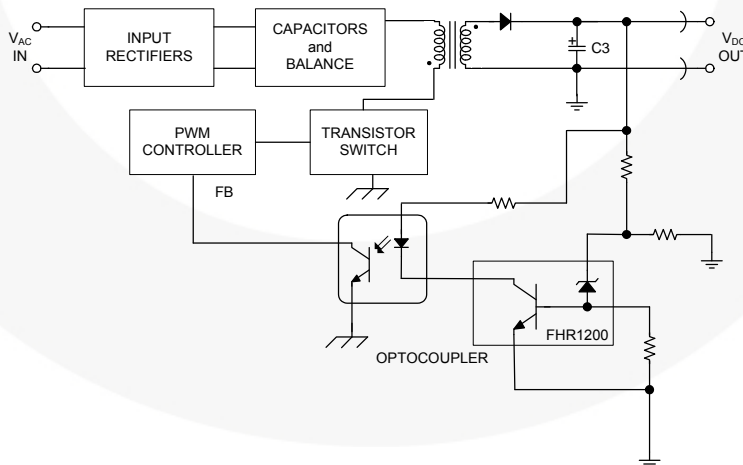 V_AC
IN
INPUT
RECTIFIERS
CAPACITORS
and
BALANCE
+
C3
V_DC
OUT
PWM
CONTROLLER
TRANSISTOR
SWITCH
FB
FHR1200
OPTOCOUPLER